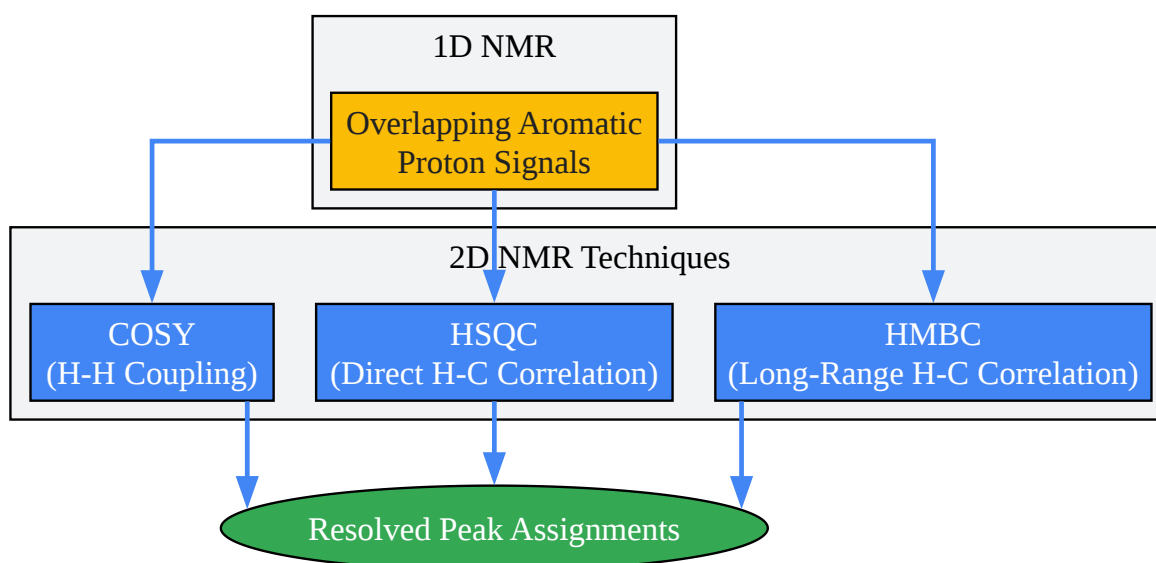 1D NMR
Overlapping Aromatic
Proton Signals
2D NMR Techniques
COSY
(H-H Coupling)
HSQC
(Direct H-C Correlation)
HMBC
(Long-Range H-C Correlation)
Resolved Peak Assignments